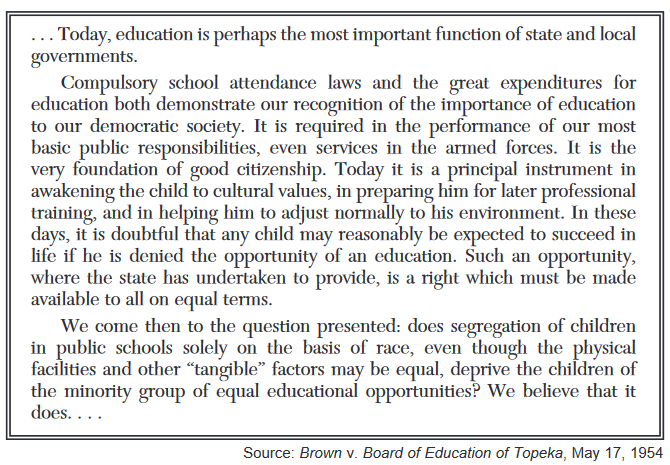 . . . Today, education is perhaps the most important function of state and local
governments.
Compulsory school attendance laws and the great expenditures for
education both demonstrate our recognition of the importance of education
to our democratic society. It is required in the performance of our most
basic public responsibilities, even services in the armed forces. It is the
very foundation of good citizenship. Today it is a principal instrument in
awakening the child to cultural values, in preparing him for later professional
training, and in helping him to adjust normally to his environment. In these
days, it is doubtful that any child may reasonably be expected to succeed in
life if he is denied the opportunity of an education. Such an opportunity,
where the state has undertaken to provide, is a right which must be made
available to all on equal terms.
We come then to the question presented: does segregation of children
in public schools solely on the basis of race, even though the physical
facilities and other “tangible” factors may be equal, deprive the children of
the minority group of equal educational opportunities? We believe that it
does. . . .
Source: Brown v. Board of Education of Topeka, May 17, 1954